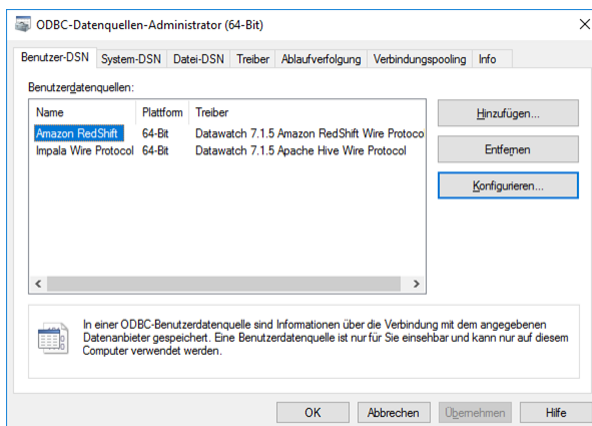 ODBC-Datenquellen-Administrator (64-Bit)
Benutzer-DSN System-DSN Datei-DSN Treiber Ablaufverfolgung Verbindungspooling Info
Benutzerdatenquellen:
Name Plattform Treiber
Amazon RedShift 64-Bit Datawatch 7.1.5 Amazon RedShift Wire Protoco
Impala Wire Protocol 64-Bit Datawatch 7.1.5 Apache Hive Wire Protocol
Hinzufügen...
Entfernen
Konfigurieren...
In einer ODBC-Benutzerdatenquelle sind Informationen über die Verbindung mit dem angegebenen
Datenanbieter gespeichert. Eine Benutzerdatenquelle ist nur für Sie einsehbar und kann nur auf diesem
Computer verwendet werden.
OK Abbrechen Übernehmen Hilfe